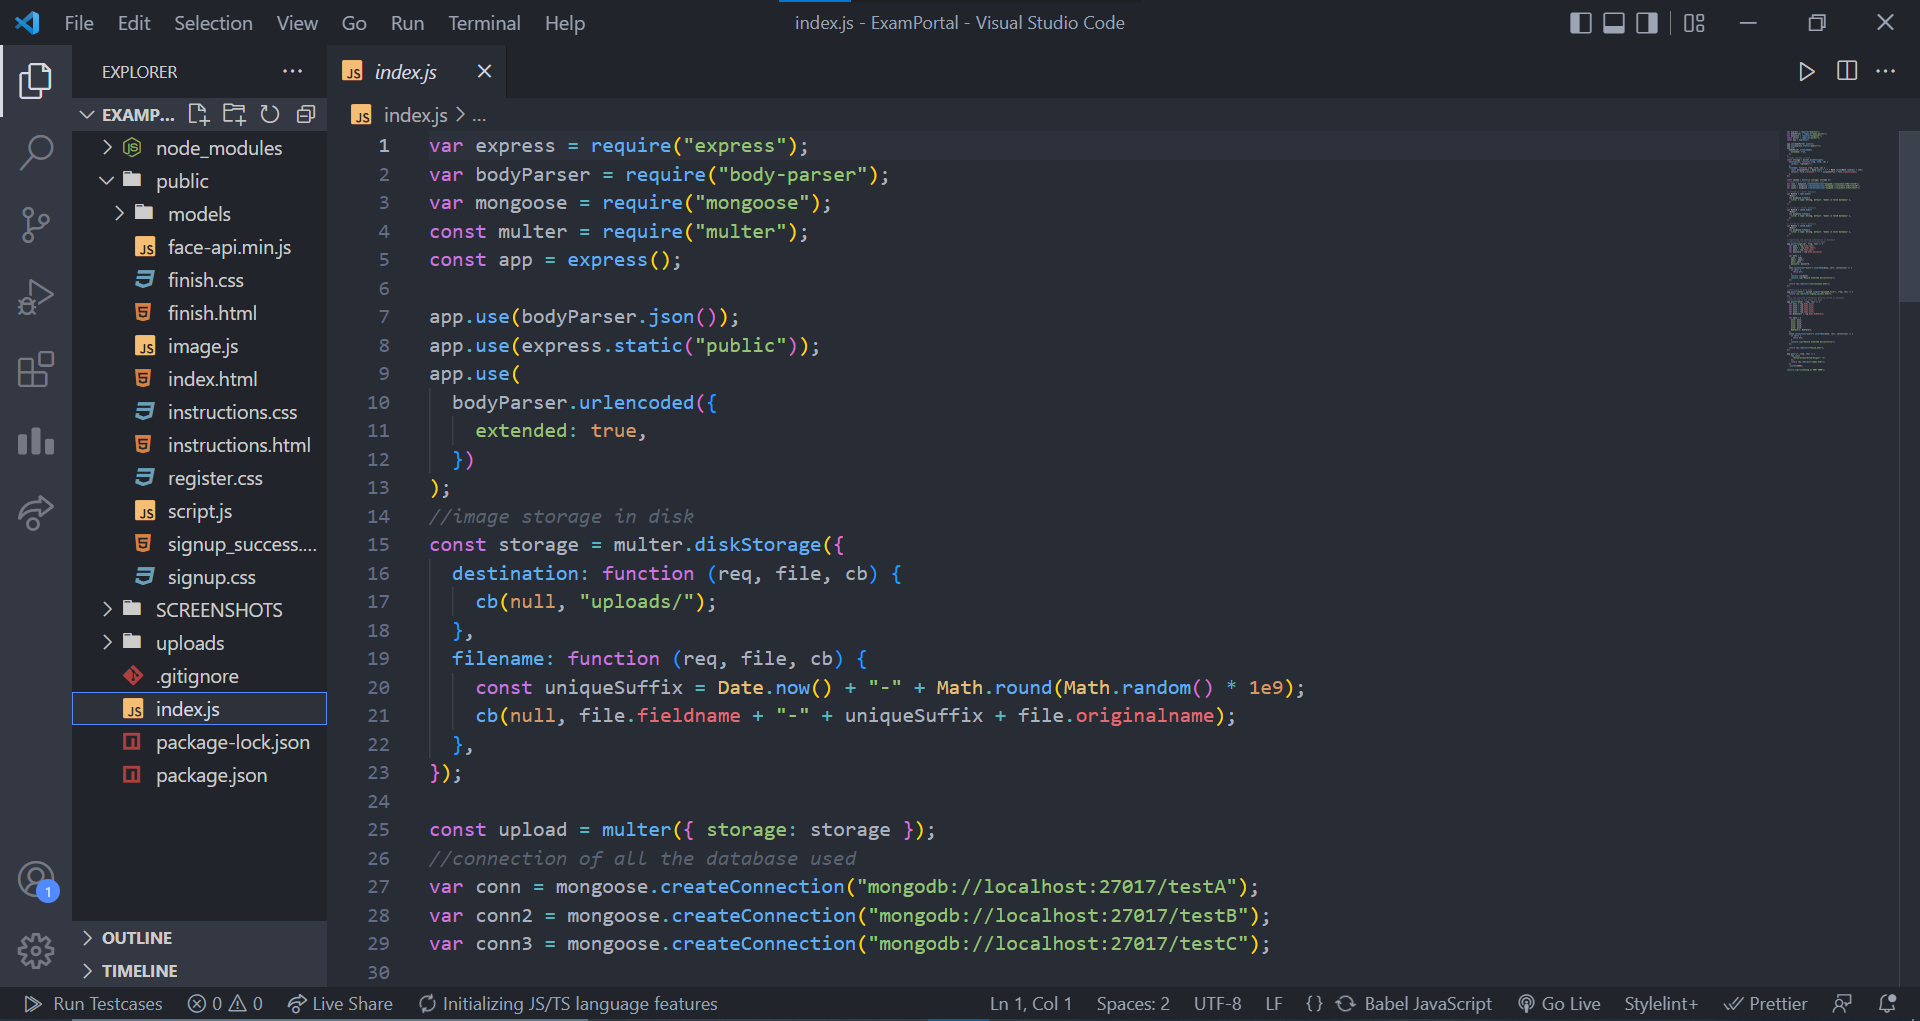 File Edit Selection View Go Run Terminal Help
index.js - ExamPortal - Visual Studio Code
EXPLORER
EXAMP...
node_modules
public
models
face-api.min.js
finish.css
finish.html
image.js
index.html
instructions.css
instructions.html
register.css
script.js
signup_success....
signup.css
SCREENSHOTS
uploads
.gitignore
index.js
package-lock.json
package.json
OUTLINE
TIMELINE
1
index.js
index.js > ...
1 var express = require("express");
2 var bodyParser = require("body-parser");
3 var mongoose = require("mongoose");
4 const multer = require("multer");
5 const app = express();
6
7 app.use(bodyParser.json());
8 app.use(express.static("public"));
9 app.use(
10 bodyParser.urlencoded({
11 extended: true,
12 })
13 );
14 //image storage in disk
15 const storage = multer.diskStorage({
16 destination: function (req, file, cb) {
17 cb(null, "uploads/");
18 },
19 filename: function (req, file, cb) {
20 const uniqueSuffix = Date.now() + "-" + Math.round(Math.random() * 1e9);
21 cb(null, file.fieldname + "-" + uniqueSuffix + file.originalname);
22 },
23 });
24
25 const upload = multer({ storage: storage });
26 //connection of all the database used
27 var conn = mongoose.createConnection("mongodb://localhost:27017/testA");
28 var conn2 = mongoose.createConnection("mongodb://localhost:27017/testB");
29 var conn3 = mongoose.createConnection("mongodb://localhost:27017/testC");
30
Run Testcases 0 0 Live Share Initializing JS/TS language features
Ln 1, Col 1 Spaces: 2 UTF-8 LF {} Babel JavaScript Go Live Stylelint+ Prettier